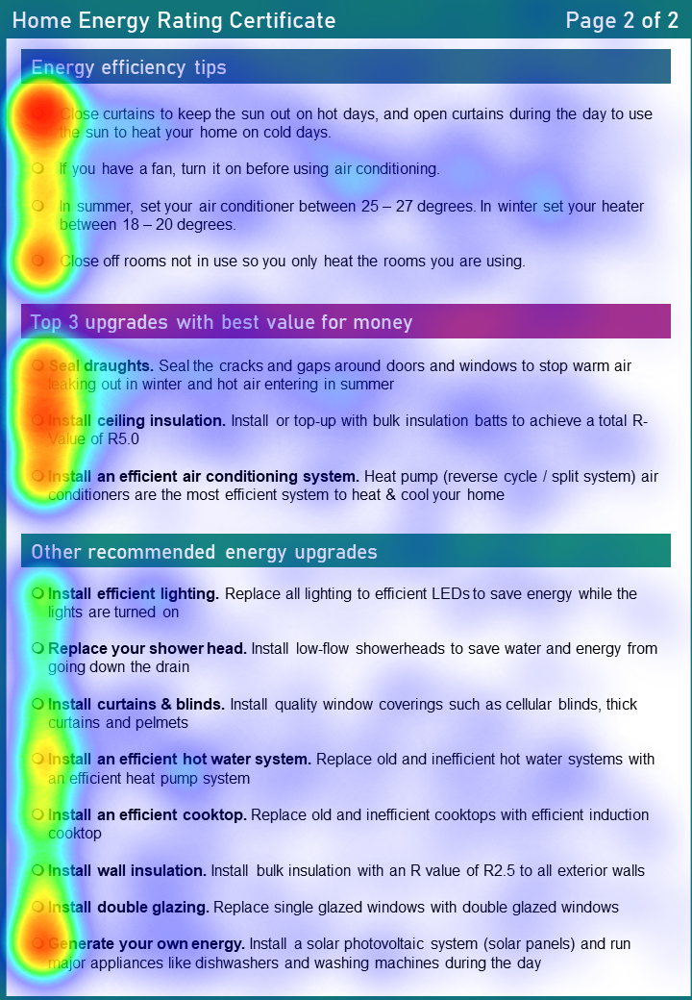 Home Energy Rating Certificate
Page 2 of 2
Energy efficiency tips
Close curtains to keep the sun out on hot days, and open curtains during the day to use
the sun to heat your home on cold days.
If you have a fan, turn it on before using air conditioning.
In summer, set your air conditioner between 25 – 27 degrees. In winter set your heater
between 18 – 20 degrees.
Close off rooms not in use so you only heat the rooms you are using.
Top 3 upgrades with best value for money
Seal draughts. Seal the cracks and gaps around doors and windows to stop warm air
leaking out in winter and hot air entering in summer
Install ceiling insulation. Install or top-up with bulk insulation batts to achieve a total R-
Value of R5.0
Install an efficient air conditioning system. Heat pump (reverse cycle / split system) air
conditioners are the most efficient system to heat & cool your home
Other recommended energy upgrades
Install efficient lighting. Replace all lighting to efficient LEDs to save energy while the
lights are turned on
Replace your shower head. Install low-flow showerheads to save water and energy from
going down the drain
Install curtains & blinds. Install quality window coverings such as cellular blinds, thick
curtains and pelmets
Install an efficient hot water system. Replace old and inefficient hot water systems with
an efficient heat pump system
Install an efficient cooktop. Replace old and inefficient cooktops with efficient induction
cooktop
Install wall insulation. Install bulk insulation with an R value of R2.5 to all exterior walls
Install double glazing. Replace single glazed windows with double glazed windows
Generate your own energy. Install a solar photovoltaic system (solar panels) and run
major appliances like dishwashers and washing machines during the day